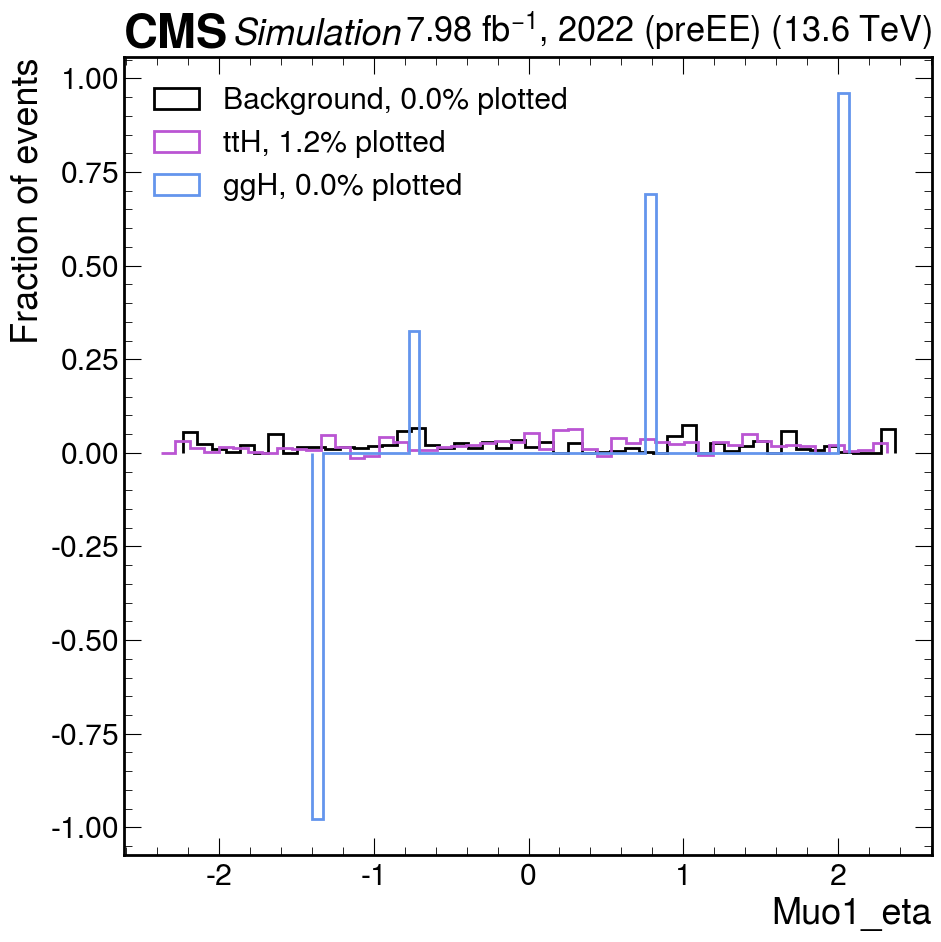 CMS Simulation 7.98 fb⁻¹, 2022 (preEE) (13.6 TeV)
Fraction of events
1.00
0.75
0.50
0.25
0.00
-0.25
-0.50
-0.75
-1.00
Background, 0.0% plotted
ttH, 1.2% plotted
ggH, 0.0% plotted
-2 -1 0 1 2
Muo1_eta